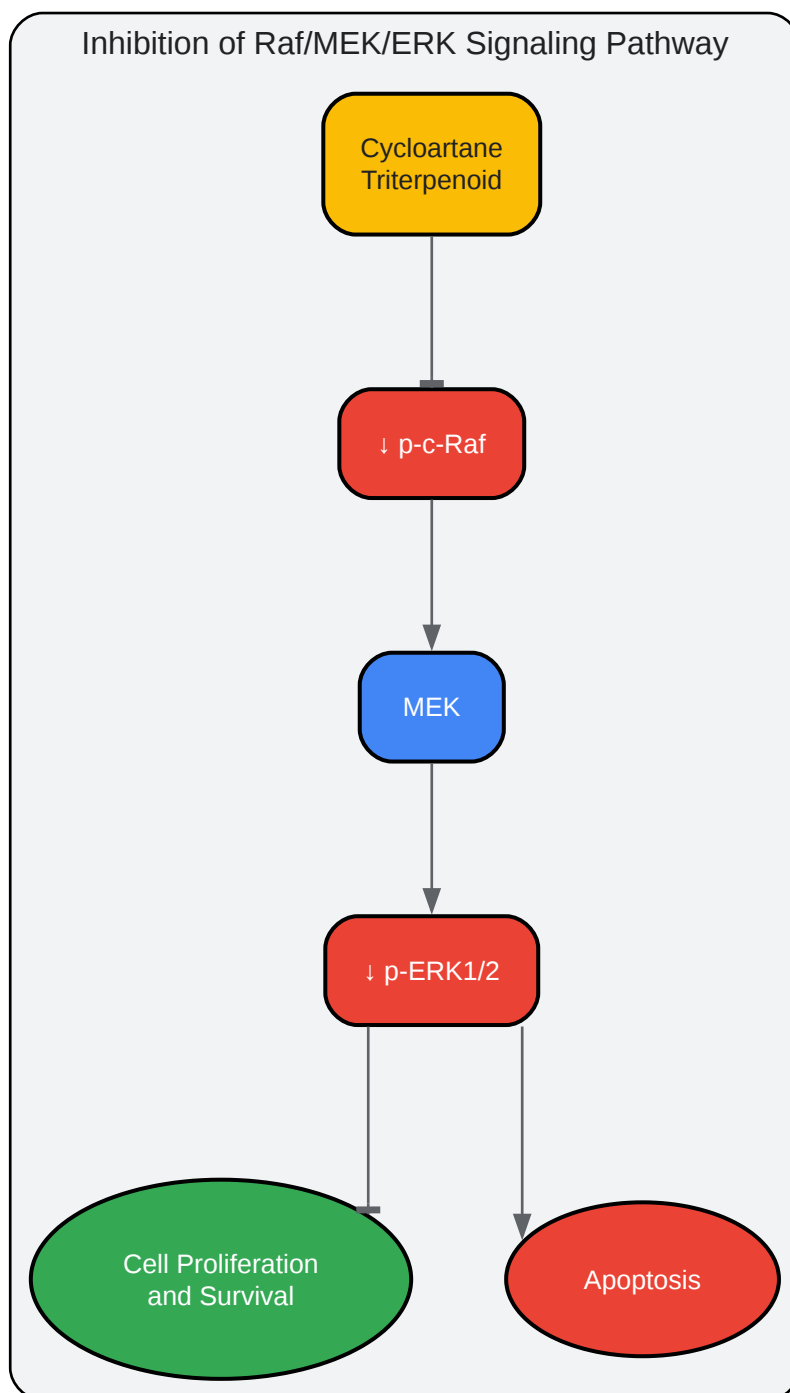 Inhibition of Raf/MEK/ERK Signaling Pathway
Cycloartane
Triterpenoid
↓ p-c-Raf
MEK
↓ p-ERK1/2
Cell Proliferation
and Survival
Apoptosis